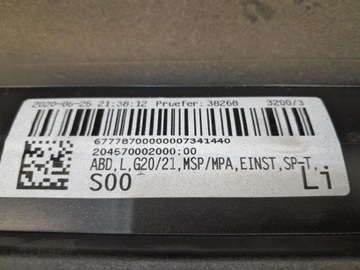 2020-06-25 21:38:12 Pruefer: 38268 3200/3
67778700000007341440
204570002000;00
ABD,L,G20/21,MSP/MPA,EINST,SP-T,
S00 Li